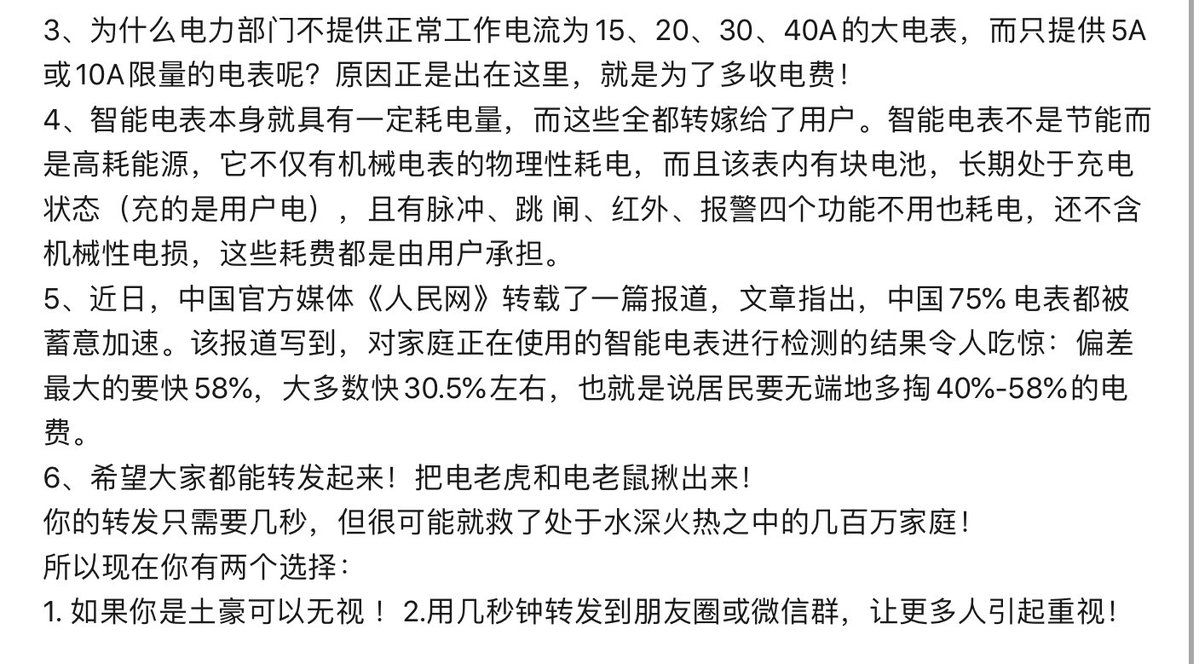 3、为什么电力部门不提供正常工作电流为15、20、30、40A的大电表，而只提供5A
或10A限量的电表呢？原因正是出在这里，就是为了多收电费！
4、智能电表本身就具有一定耗电量，而这些全都转嫁给了用户。智能电表不是节能而
是高耗能源，它不仅有机械电表的物理性耗电，而且该表内有块电池，长期处于充电
状态（充的是用户电），且有脉冲、跳 闸、红外、报警四个功能不用也耗电，还不含
机械性电损，这些耗费都是由用户承担。
5、近日，中国官方媒体《人民网》转载了一篇报道，文章指出，中国75% 电表都被
蓄意加速。该报道写到，对家庭正在使用的智能电表进行检测的结果令人吃惊：偏差
最大的要快58%，大多数快30.5%左右，也就是说居民要无端地多掏40%-58%的电
费。
6、希望大家都能转发起来！把电老虎和电老鼠揪出来！
你的转发只需要几秒，但很可能就救了处于水深火热之中的几百万家庭！
所以现在你有两个选择：
1. 如果你是土豪可以无视 ！ 2.用几秒钟转发到朋友圈或微信群，让更多人引起重视！